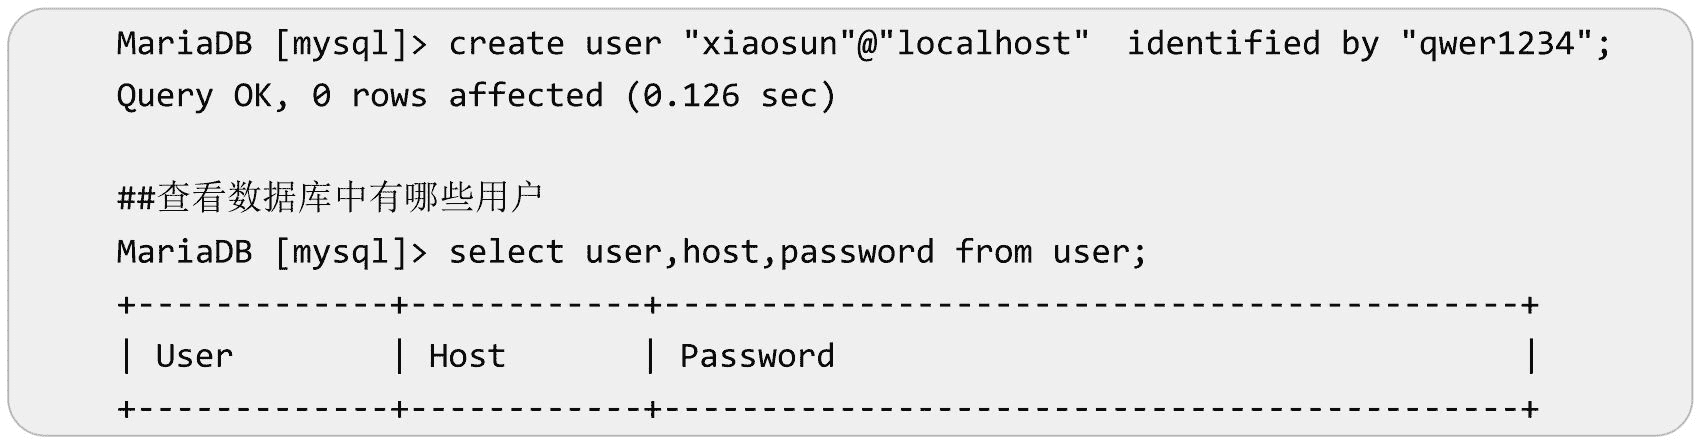 MariaDB [mysql]> create user "xiaosun"@"localhost"  identified by "qwer1234";
Query OK, 0 rows affected (0.126 sec)
##查看数据库中有哪些用户
MariaDB [mysql]> select user,host,password from user;
+-------------+------------+--------------------------------------------+
| User        | Host       | Password                                   |
+-------------+------------+--------------------------------------------+